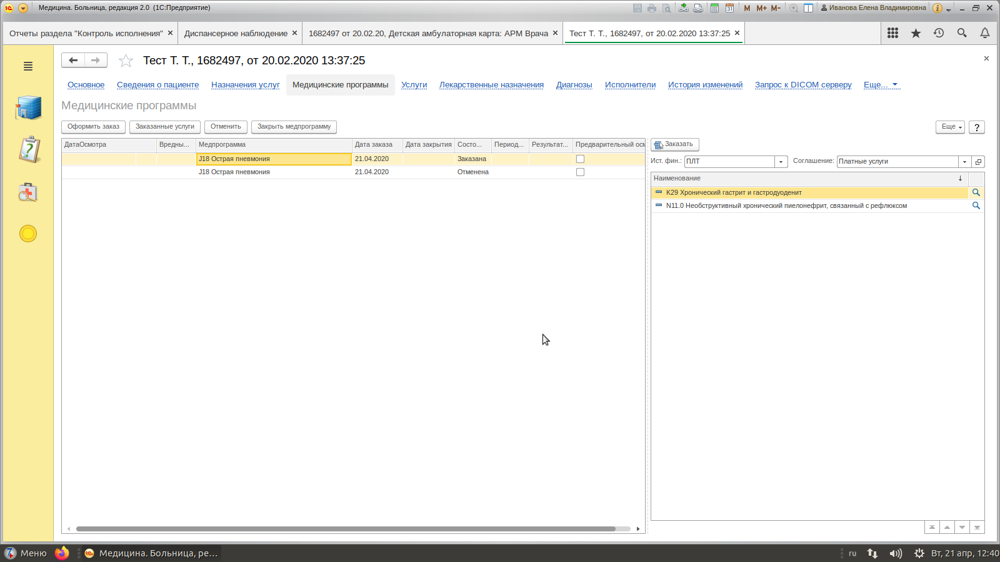 Медицина. Больница, редакция 2.0 (1С:Предприятие)
M M+ M-
Иванова Елена Владимировна
Отчеты раздела "Контроль исполнения"
Диспансерное наблюдение
1682497 от 20.02.20, Детская амбулаторная карта: АРМ Врача
Тест Т. Т., 1682497, от 20.02.2020 13:37:25
Тест Т. Т., 1682497, от 20.02.2020 13:37:25
Основное Сведения о пациенте Назначения услуг Медицинские программы Услуги Лекарственные назначения Диагнозы Исполнители История изменений Запрос к DICOM серверу Еще...
Медицинские программы
Оформить заказ Заказанные услуги Отменить Закрыть медпрограмму Еще ?
ДатаОсмотра Вредны... Медпрограмма Дата заказа Дата закрытия Состо... Период... Результат... Предварительный осм
J18 Острая пневмония 21.04.2020 Заказана
J18 Острая пневмония 21.04.2020 Отменена
Заказать
Ист. фин.: ПЛТ Соглашение: Платные услуги
Наименование
K29 Хронический гастрит и гастродуоденит
N11.0 Необструктивный хронический пиелонефрит, связанный с рефлюксом
Меню
Медицина. Больница, ре...
ru
Вт, 21 апр, 12:40